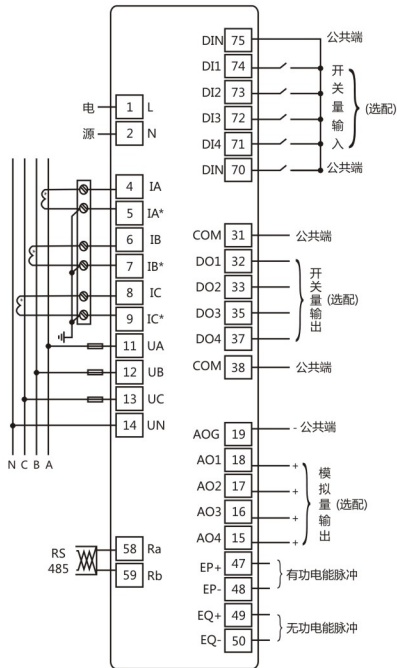 DIN 75 公共端
DI1 74
DI2 73
DI3 72
DI4 71
DIN 70 公共端
开关量输入
(选配)
电源
1 L
2 N
4 IA
5 IA*
6 IB
7 IB*
8 IC
9 IC*
11 UA
12 UB
13 UC
14 UN
N C B A
COM 31 公共端
DO1 32
DO2 33
DO3 35
DO4 37
COM 38 公共端
开关量输出
(选配)
AOG 19 - 公共端
AO1 18 +
AO2 17 +
AO3 16 +
AO4 15 +
模拟量输出
(选配)
RS
485
58 Ra
59 Rb
EP+ 47
EP- 48
有功电能脉冲
EQ+ 49
EQ- 50
无功电能脉冲